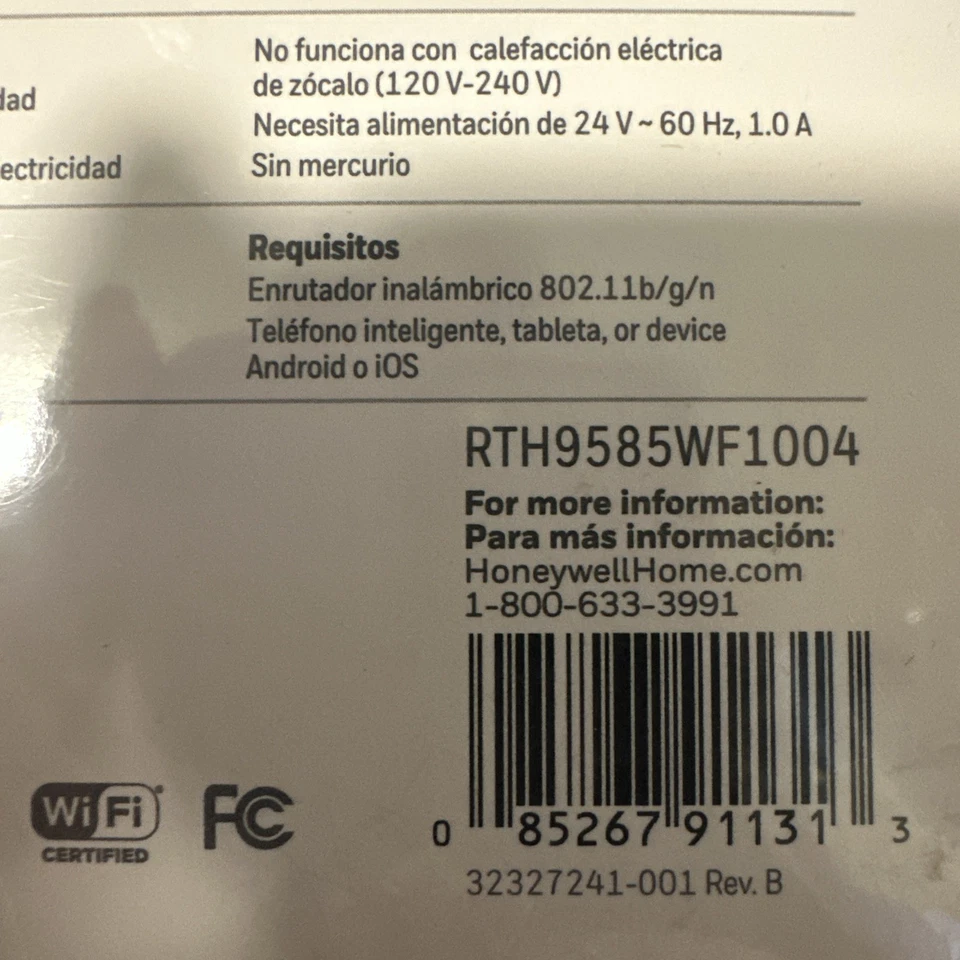 No funciona con calefacción eléctrica
de zócalo (120 V-240 V)
dad
Necesita alimentación de 24 V ~ 60 Hz, 1.0 A
ectricidad
Sin mercurio
Requisitos
Enrutador inalámbrico 802.11b/g/n
Teléfono inteligente, tableta, or device
Android o iOS
RTH9585WF1004
For more information:
Para más información:
HoneywellHome.com
1-800-633-3991
Wi Fi
CERTIFIED
FC
0 85267 91131 3
32327241-001 Rev. B